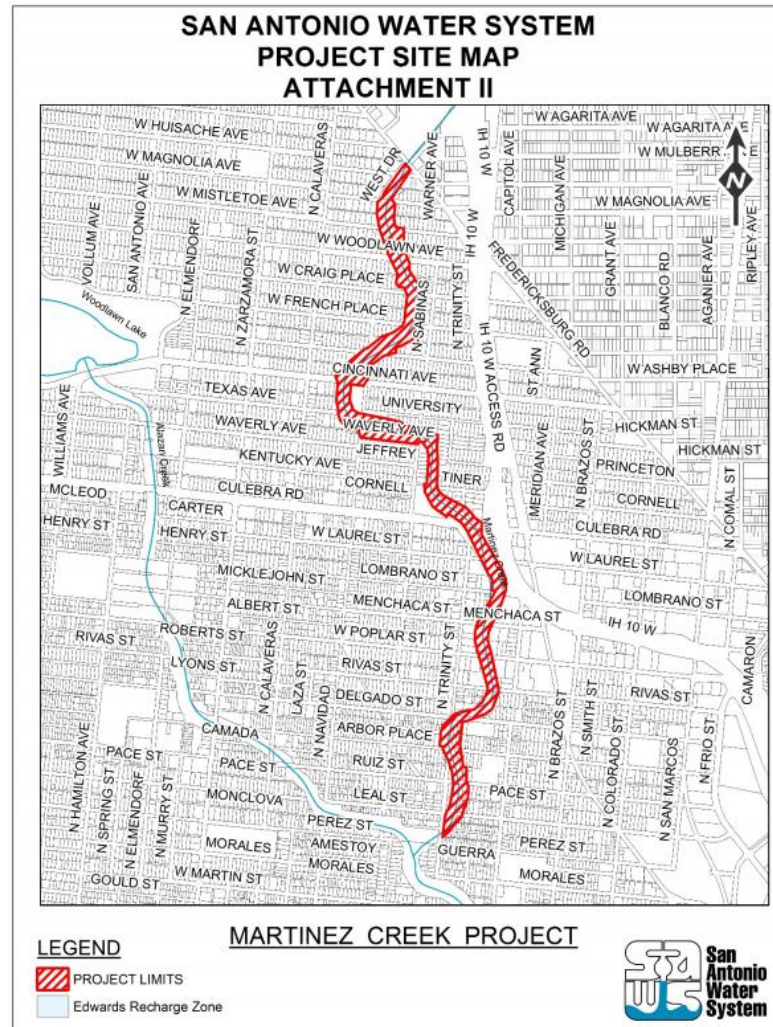 SAN ANTONIO WATER SYSTEM
PROJECT SITE MAP
ATTACHMENT II
W HUISACHE AVE
W MAGNOLIA AVE
W MISTLETOE AVE
N CALAVERAS
WEST DR
WARNER AVE
IH 10 W
IH 10 W
CAPITOL AVE
W AGARITA AVE
W AGARITA AVE
W MULBERR
MICHIGAN AVE
W MAGNOLIA AVE
N
VOLLUM AVE
SAN ANTONIO AVE
N ELMENDORF
N ZARZAMORA ST
W WOODLAWN AVE
W CRAIG PLACE
W FRENCH PLACE
N SABINAS
N TRINITY ST
FREDERICKSBURG RD
GRANT AVE
BLANCO RD
AGANIER AVE
RIPLEY AVE
Woodlawn Lake
CINCINNATI AVE
IH 10 W ACCESS RD
ST ANN
W ASHBY PLACE
TEXAS AVE
UNIVERSITY
WAVERLY AVE
WAVERLY AVE
HICKMAN ST
HICKMAN ST
WILLIAMS AVE
Alazan Creek
KENTUCKY AVE
JEFFREY
MERIDIAN AVE
N BRAZOS ST
PRINCETON
CULEBRA RD
CORNELL
TINER
CORNELL
MCLEOD
CARTER
CULEBRA RD
N COMAL ST
HENRY ST
HENRY ST
W LAUREL ST
W LAUREL ST
MICKLEJOHN ST
LOMBRANO ST
LOMBRANO ST
ALBERT ST
MENCHACA ST
MENCHACA ST
IH 10 W
RIVAS ST
ROBERTS ST
W POPLAR ST
LYONS ST
N CALAVERAS
LAZA ST
N NAVIDAD
RIVAS ST
N TRINITY ST
RIVAS ST
CAMARON
DELGADO ST
CAMADA
ARBOR PLACE
N BRAZOS ST
N SMITH ST
N COLORADO ST
N SAN MARCOS
N FRIO ST
N HAMILTON AVE
PACE ST
N SPRING ST
N ELMENDORF
N MURRY ST
PACE ST
RUIZ ST
MONCLOVA
LEAL ST
PACE ST
PEREZ ST
PEREZ ST
MORALES
AMESTOY
GUERRA
MORALES
MORALES
GOULD ST
W MARTIN ST
MARTINEZ CREEK PROJECT
LEGEND
PROJECT LIMITS
Edwards Recharge Zone
San
Antonio
Water
System